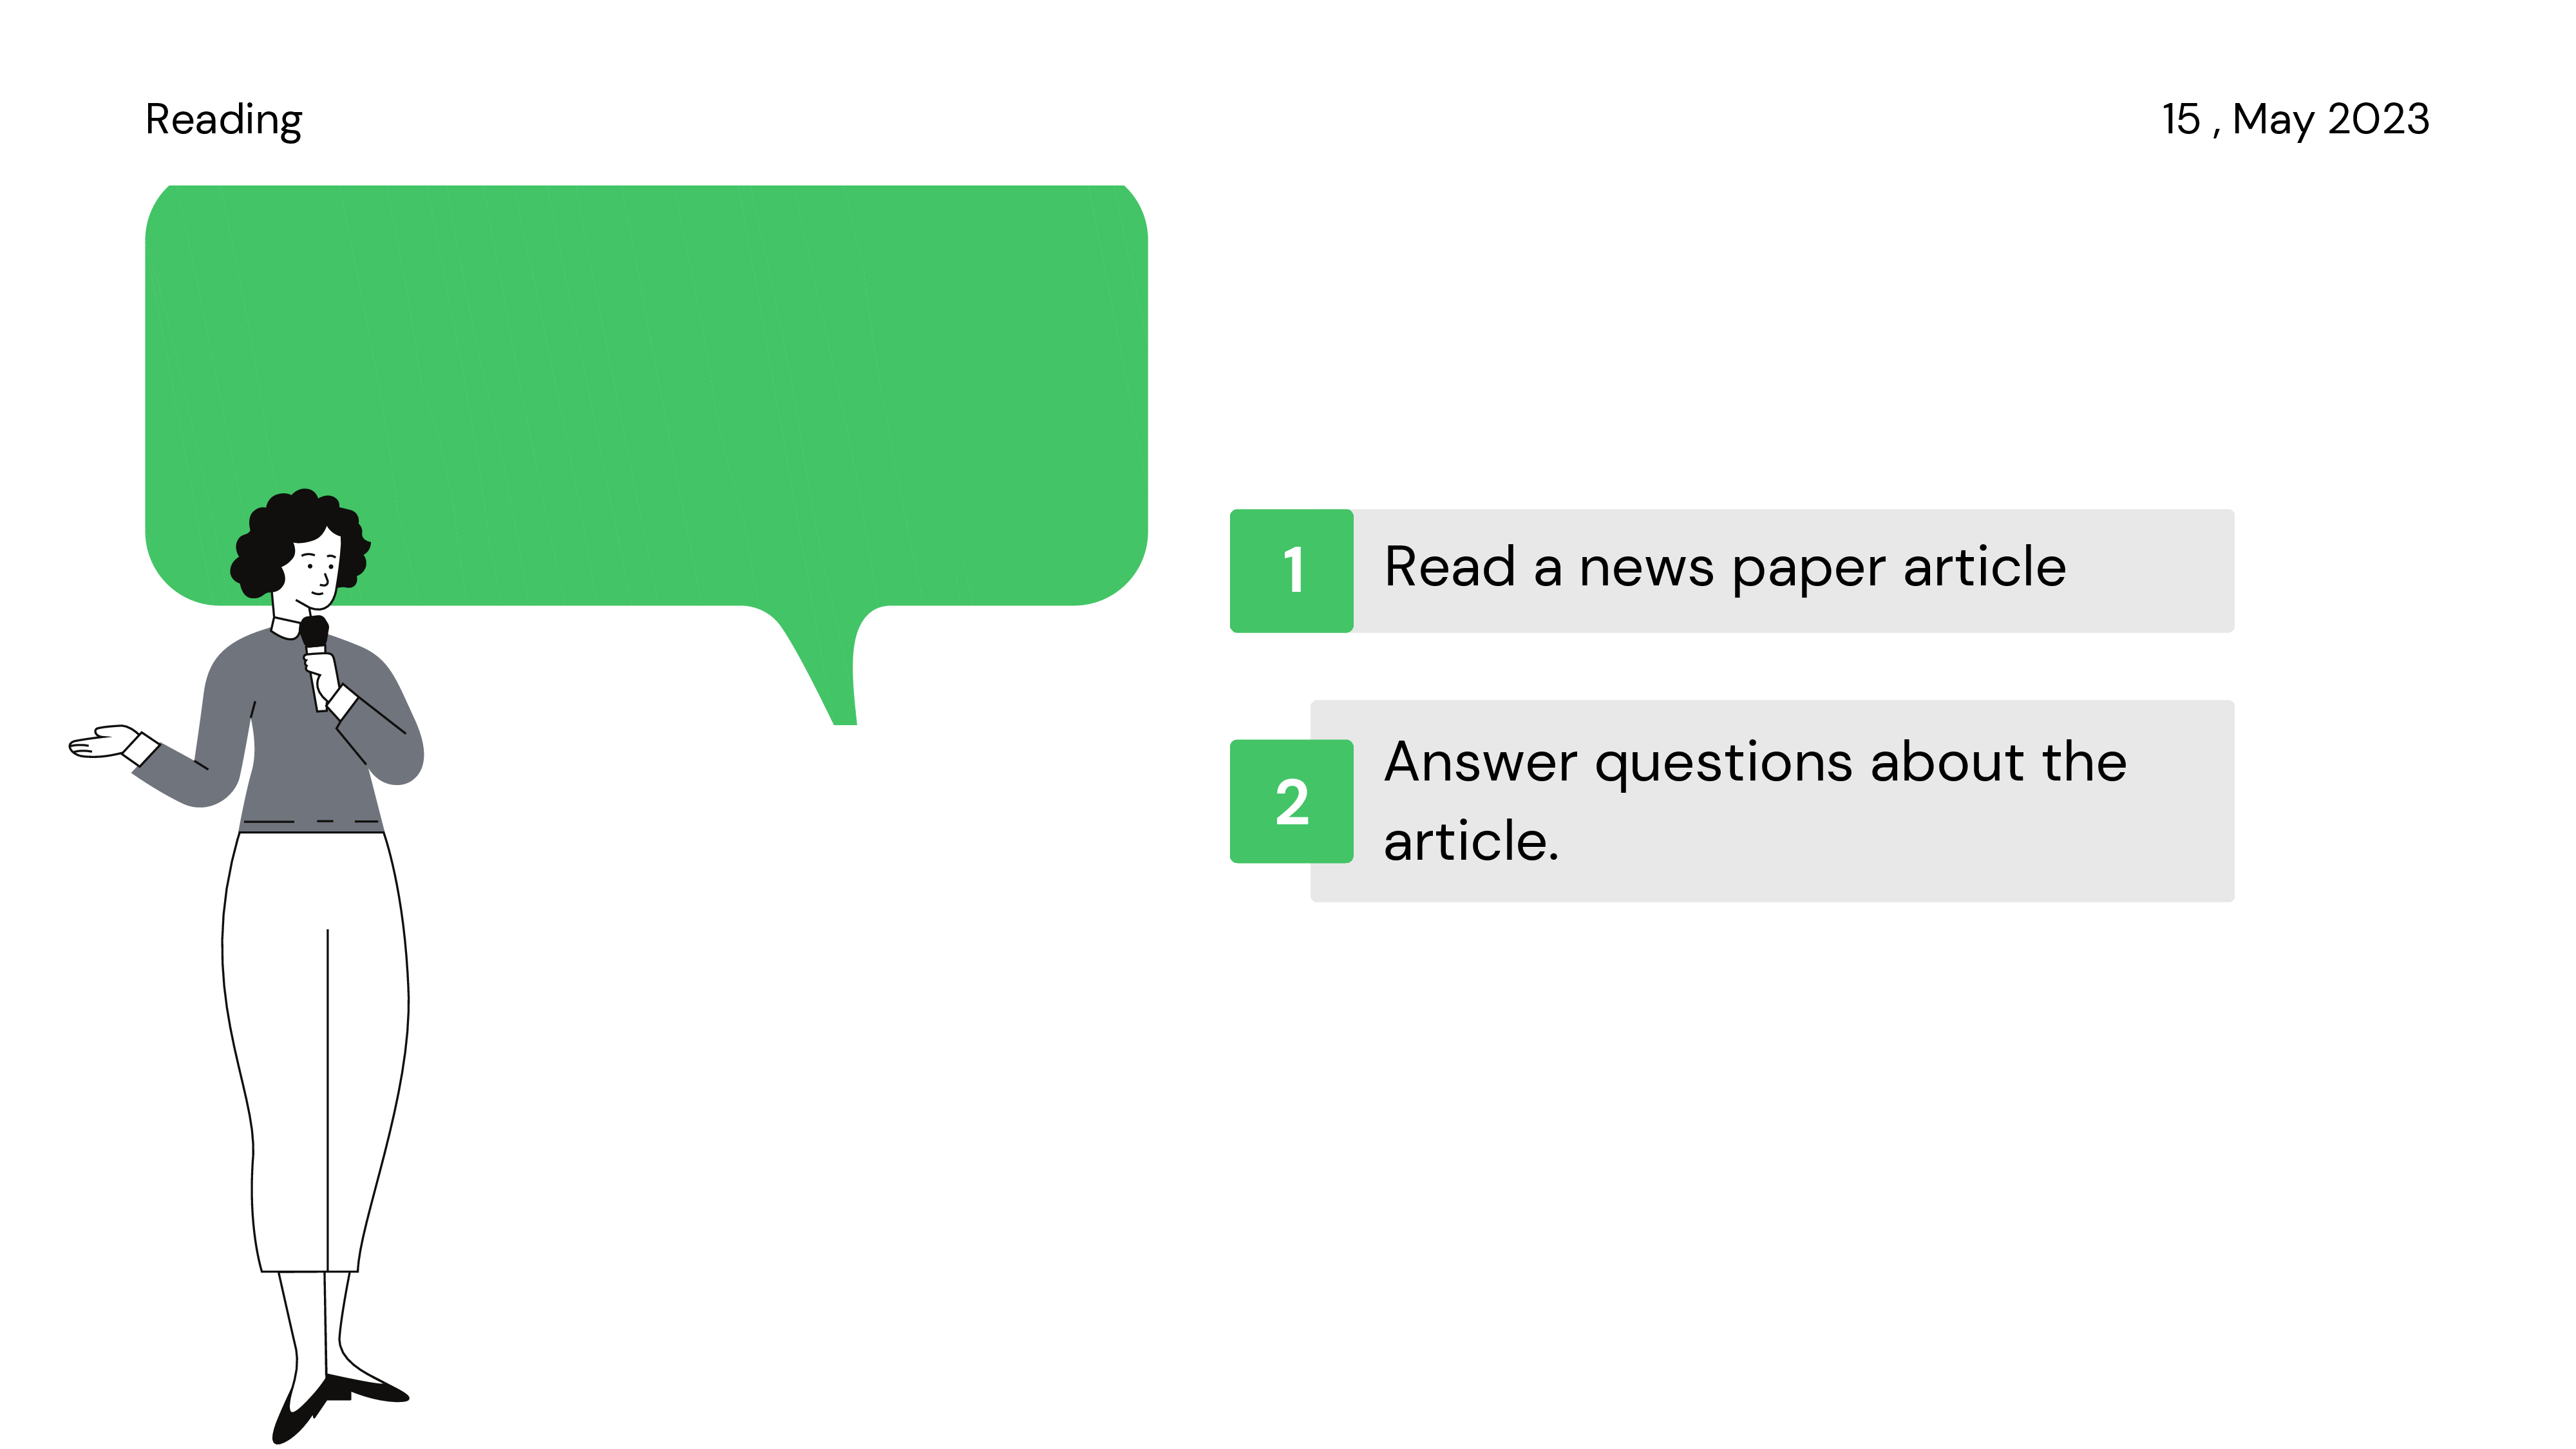 Reading
15 , May 2023
1
Read a news paper article
2
Answer questions about the
article.